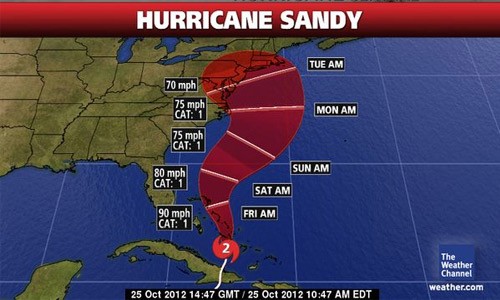 HURRICANE SANDY
TUE AM
70 mph
75 mph
CAT: 1
MON AM
75 mph
CAT: 1
SUN AM
80 mph
CAT: 1
SAT AM
90 mph
CAT: 1
FRI AM
2
The
Weather
Channel
weather.com
25 Oct 2012 14:47 GMT / 25 Oct 2012 10:47 AM EDT